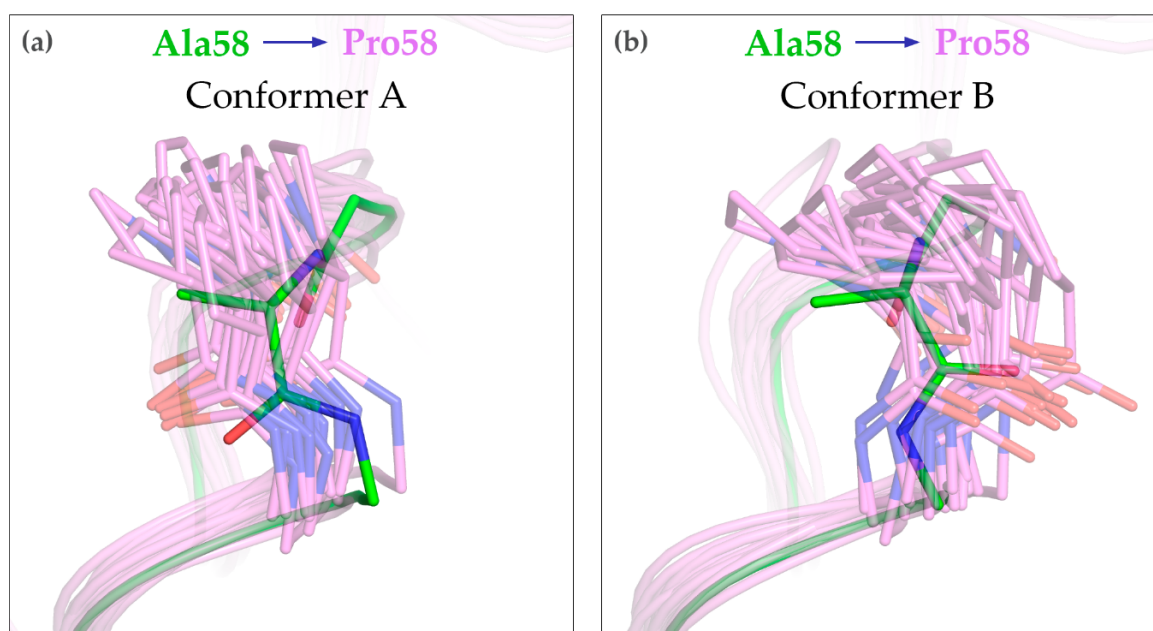 (a) Ala58 → Pro58
Conformer A
(b) Ala58 → Pro58
Conformer B